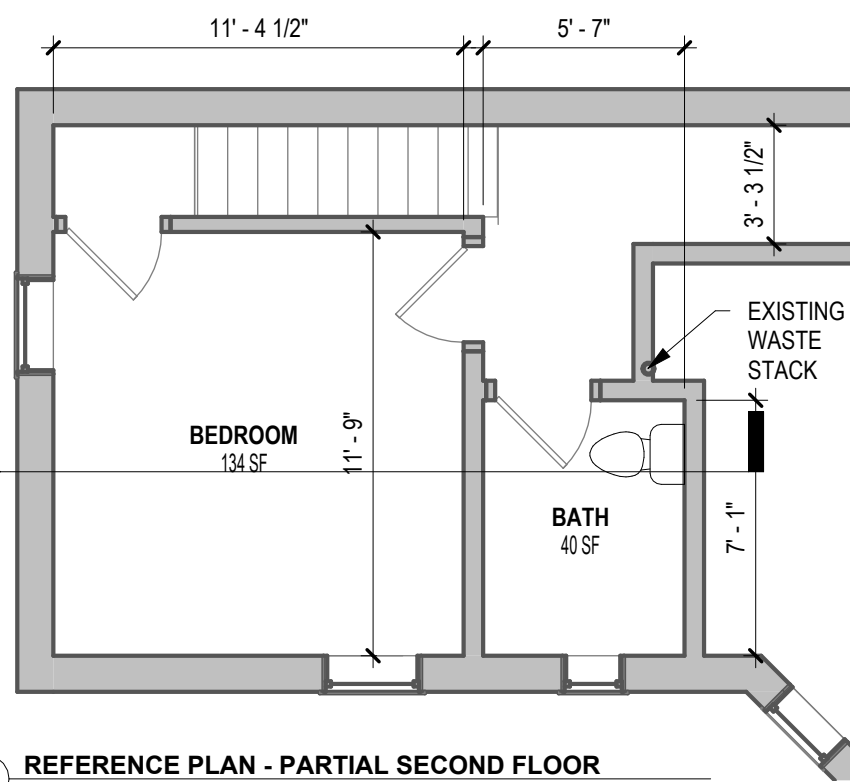 11' - 4 1/2"
5' - 7"
3' - 3 1/2"
EXISTING
WASTE
STACK
BEDROOM
134 SF
11' - 9"
BATH
40 SF
7' - 1"
REFERENCE PLAN - PARTIAL SECOND FLOOR